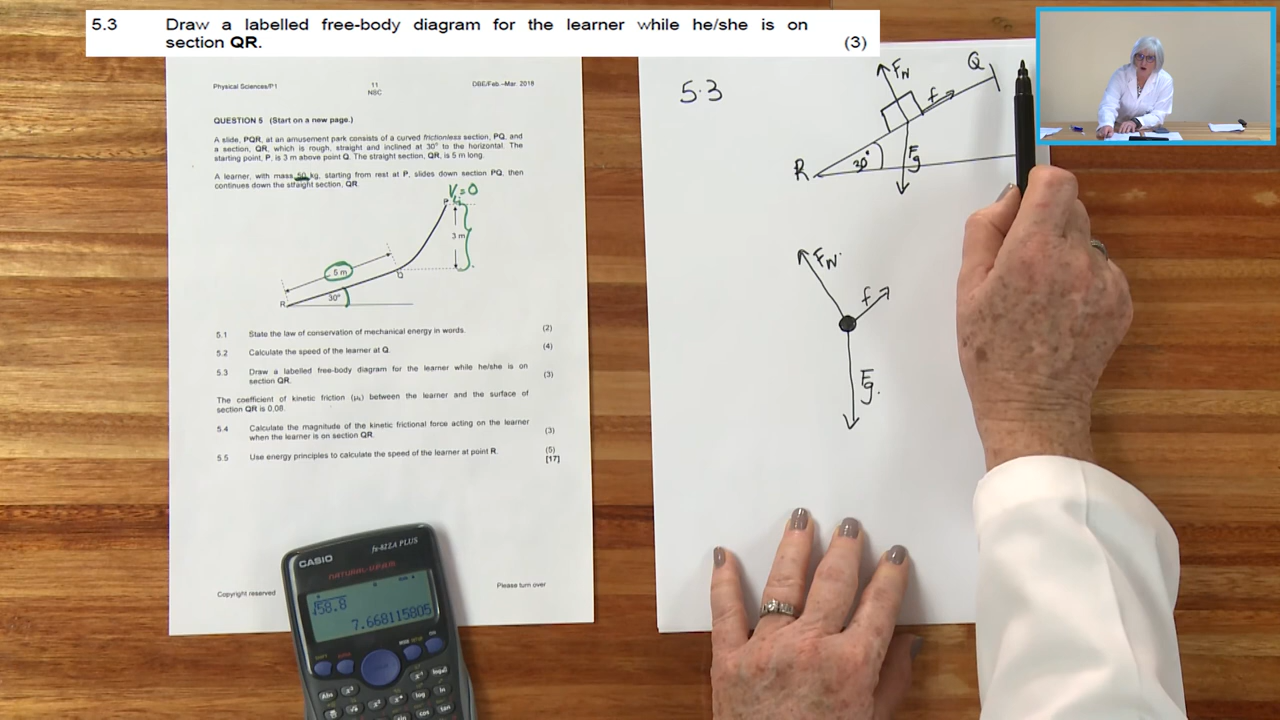 5.3 Draw a labelled free-body diagram for the learner while he/she is on
section QR. (3)
Physical Sciences/P1 11 DBE/Feb.–Mar. 2018
NSC
QUESTION 5 (Start on a new page.)
A slide, PQR, at an amusement park consists of a curved frictionless section, PQ, and
a section, QR, which is rough, straight and inclined at 30° to the horizontal. The
starting point, P, is 3 m above point Q. The straight section, QR, is 5 m long.
A learner, with mass 50 kg, starting from rest at P, slides down section PQ, then
continues down the straight section, QR.
Vi=0
P
3 m
5 m
Q
R
30°
5.1 State the law of conservation of mechanical energy in words. (2)
5.2 Calculate the speed of the learner at Q. (4)
5.3 Draw a labelled free-body diagram for the learner while he/she is on
section QR. (3)
The coefficient of kinetic friction (μk) between the learner and the surface of
section QR is 0,08.
5.4 Calculate the magnitude of the kinetic frictional force acting on the learner
when the learner is on section QR. (3)
5.5 Use energy principles to calculate the speed of the learner at point R. (5)
[17]
Copyright reserved Please turn over
CASIO fx-82ZA PLUS
NATURAL-V.P.A.M.
√58.8
7.668115805
5.3
FN
Q
f
R
30°
Fg
FN
f
Fg